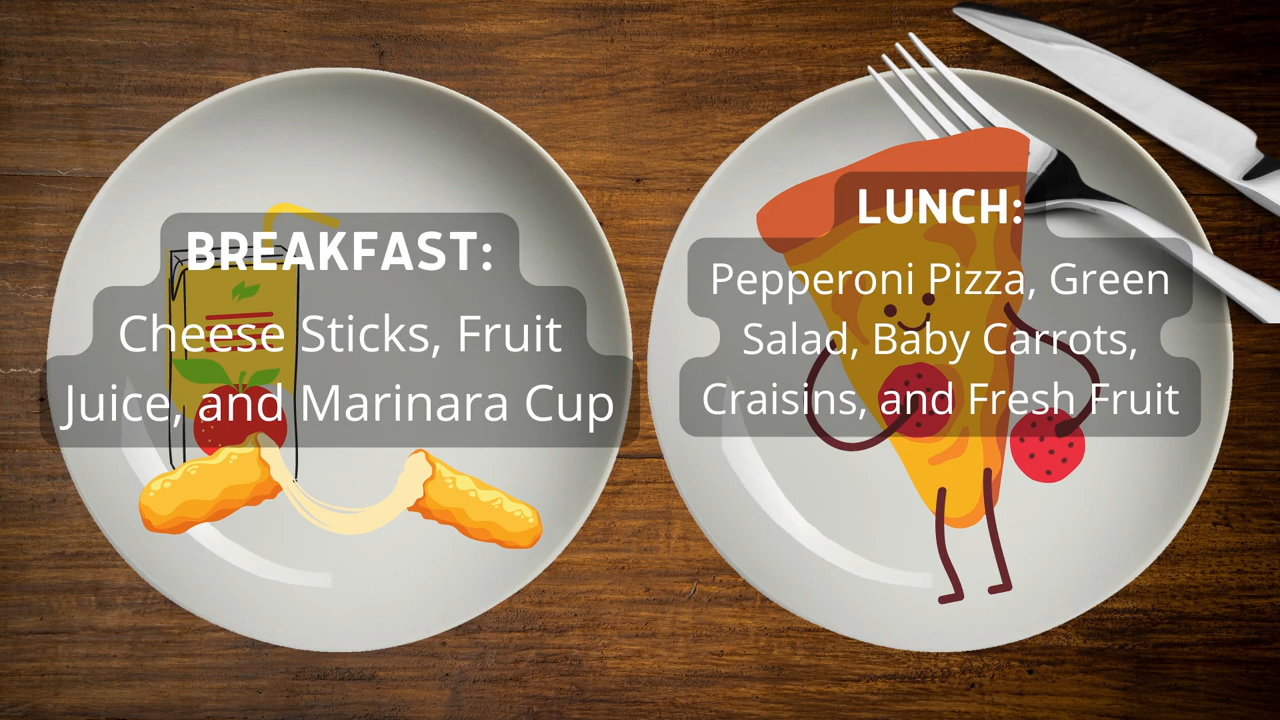 BREAKFAST:
Cheese Sticks, Fruit
Juice, and Marinara Cup
LUNCH:
Pepperoni Pizza, Green
Salad, Baby Carrots,
Craisins, and Fresh Fruit